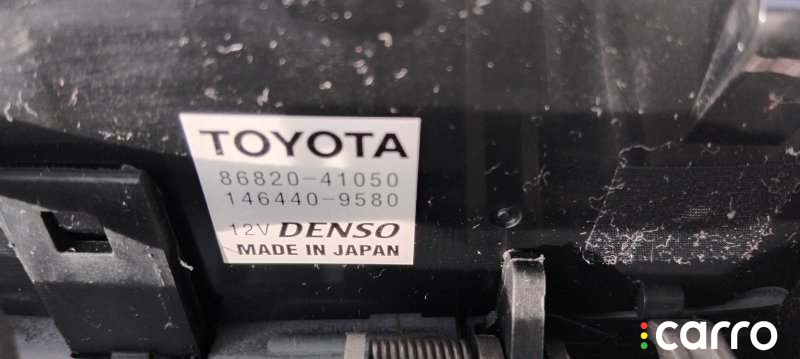 TOYOTA
86820-41050
146440-9580
12V DENSO
MADE IN JAPAN
carro